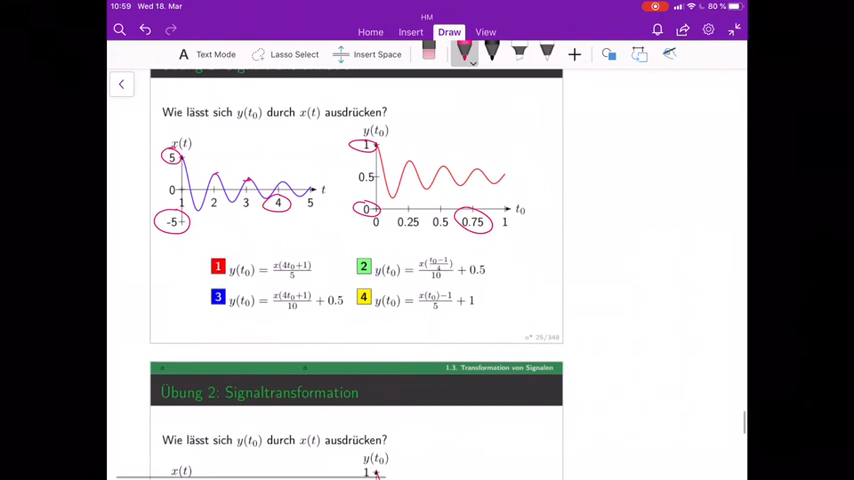 10:59 Wed 18. Mar
80 %
HM
Home Insert Draw View
A Text Mode Lasso Select Insert Space
Wie lässt sich y(t₀) durch x(t) ausdrücken?
x(t)
5
0
-5
1 2 3 4 5
t
y(t₀)
1
0.5
0
0 0.25 0.5 0.75 1
t₀
1 y(t₀) = x(4t₀+1)/5
2 y(t₀) = x((t₀−1)/4)/10 + 0.5
3 y(t₀) = x(4t₀+1)/10 + 0.5
4 y(t₀) = (x(t₀)−1)/5 + 1
25/340
1.3. Transformation von Signalen
Übung 2: Signaltransformation
Wie lässt sich y(t₀) durch x(t) ausdrücken?
x(t)
y(t₀)
1